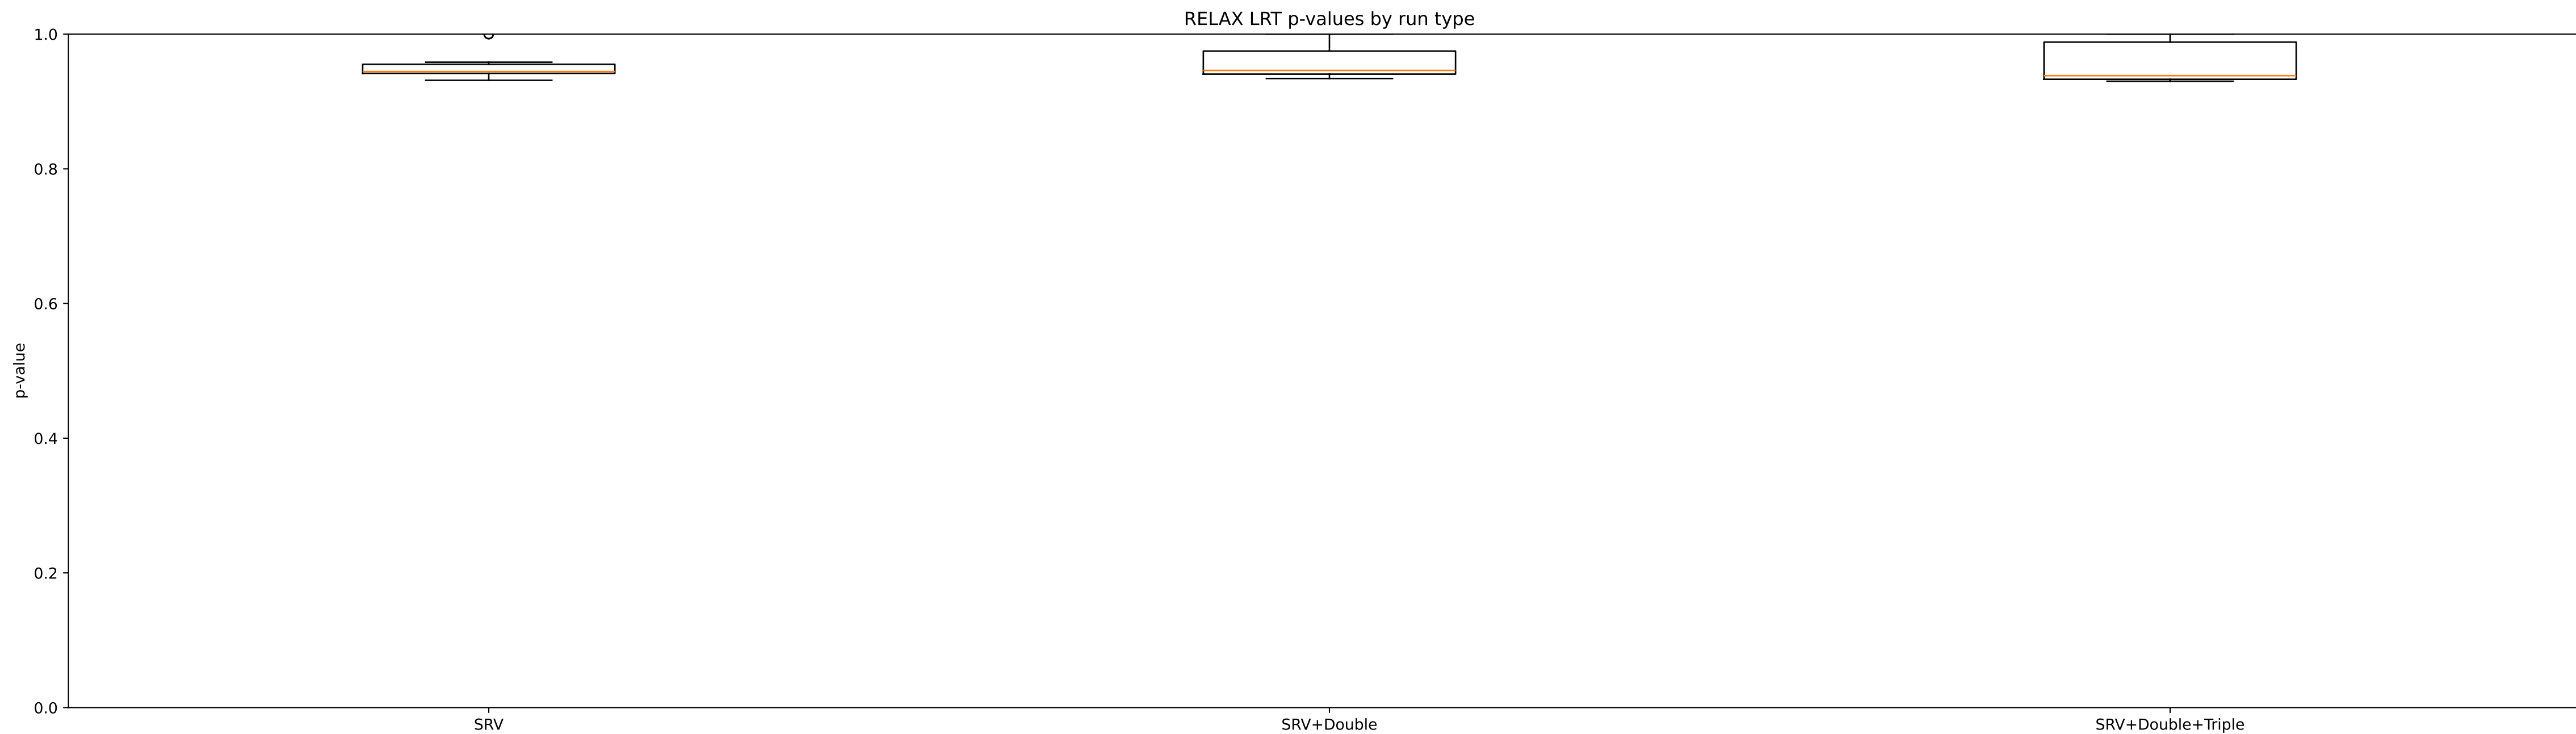 RELAX LRT p-values by run type
1.0
0.8
0.6
0.4
0.2
0.0
p-value
SRV
SRV+Double
SRV+Double+Triple